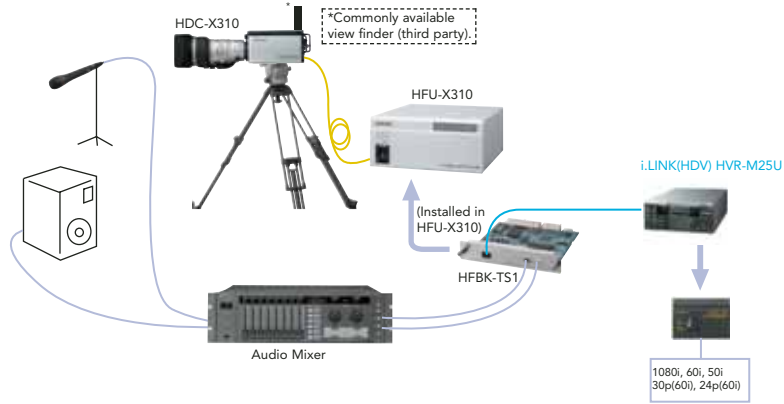 *
HDC-X310
*Commonly available
view finder (third party).
HFU-X310
i.LINK(HDV) HVR-M25U
(Installed in
HFU-X310)
HFBK-TS1
Audio Mixer
1080i, 60i, 50i
30p(60i), 24p(60i)